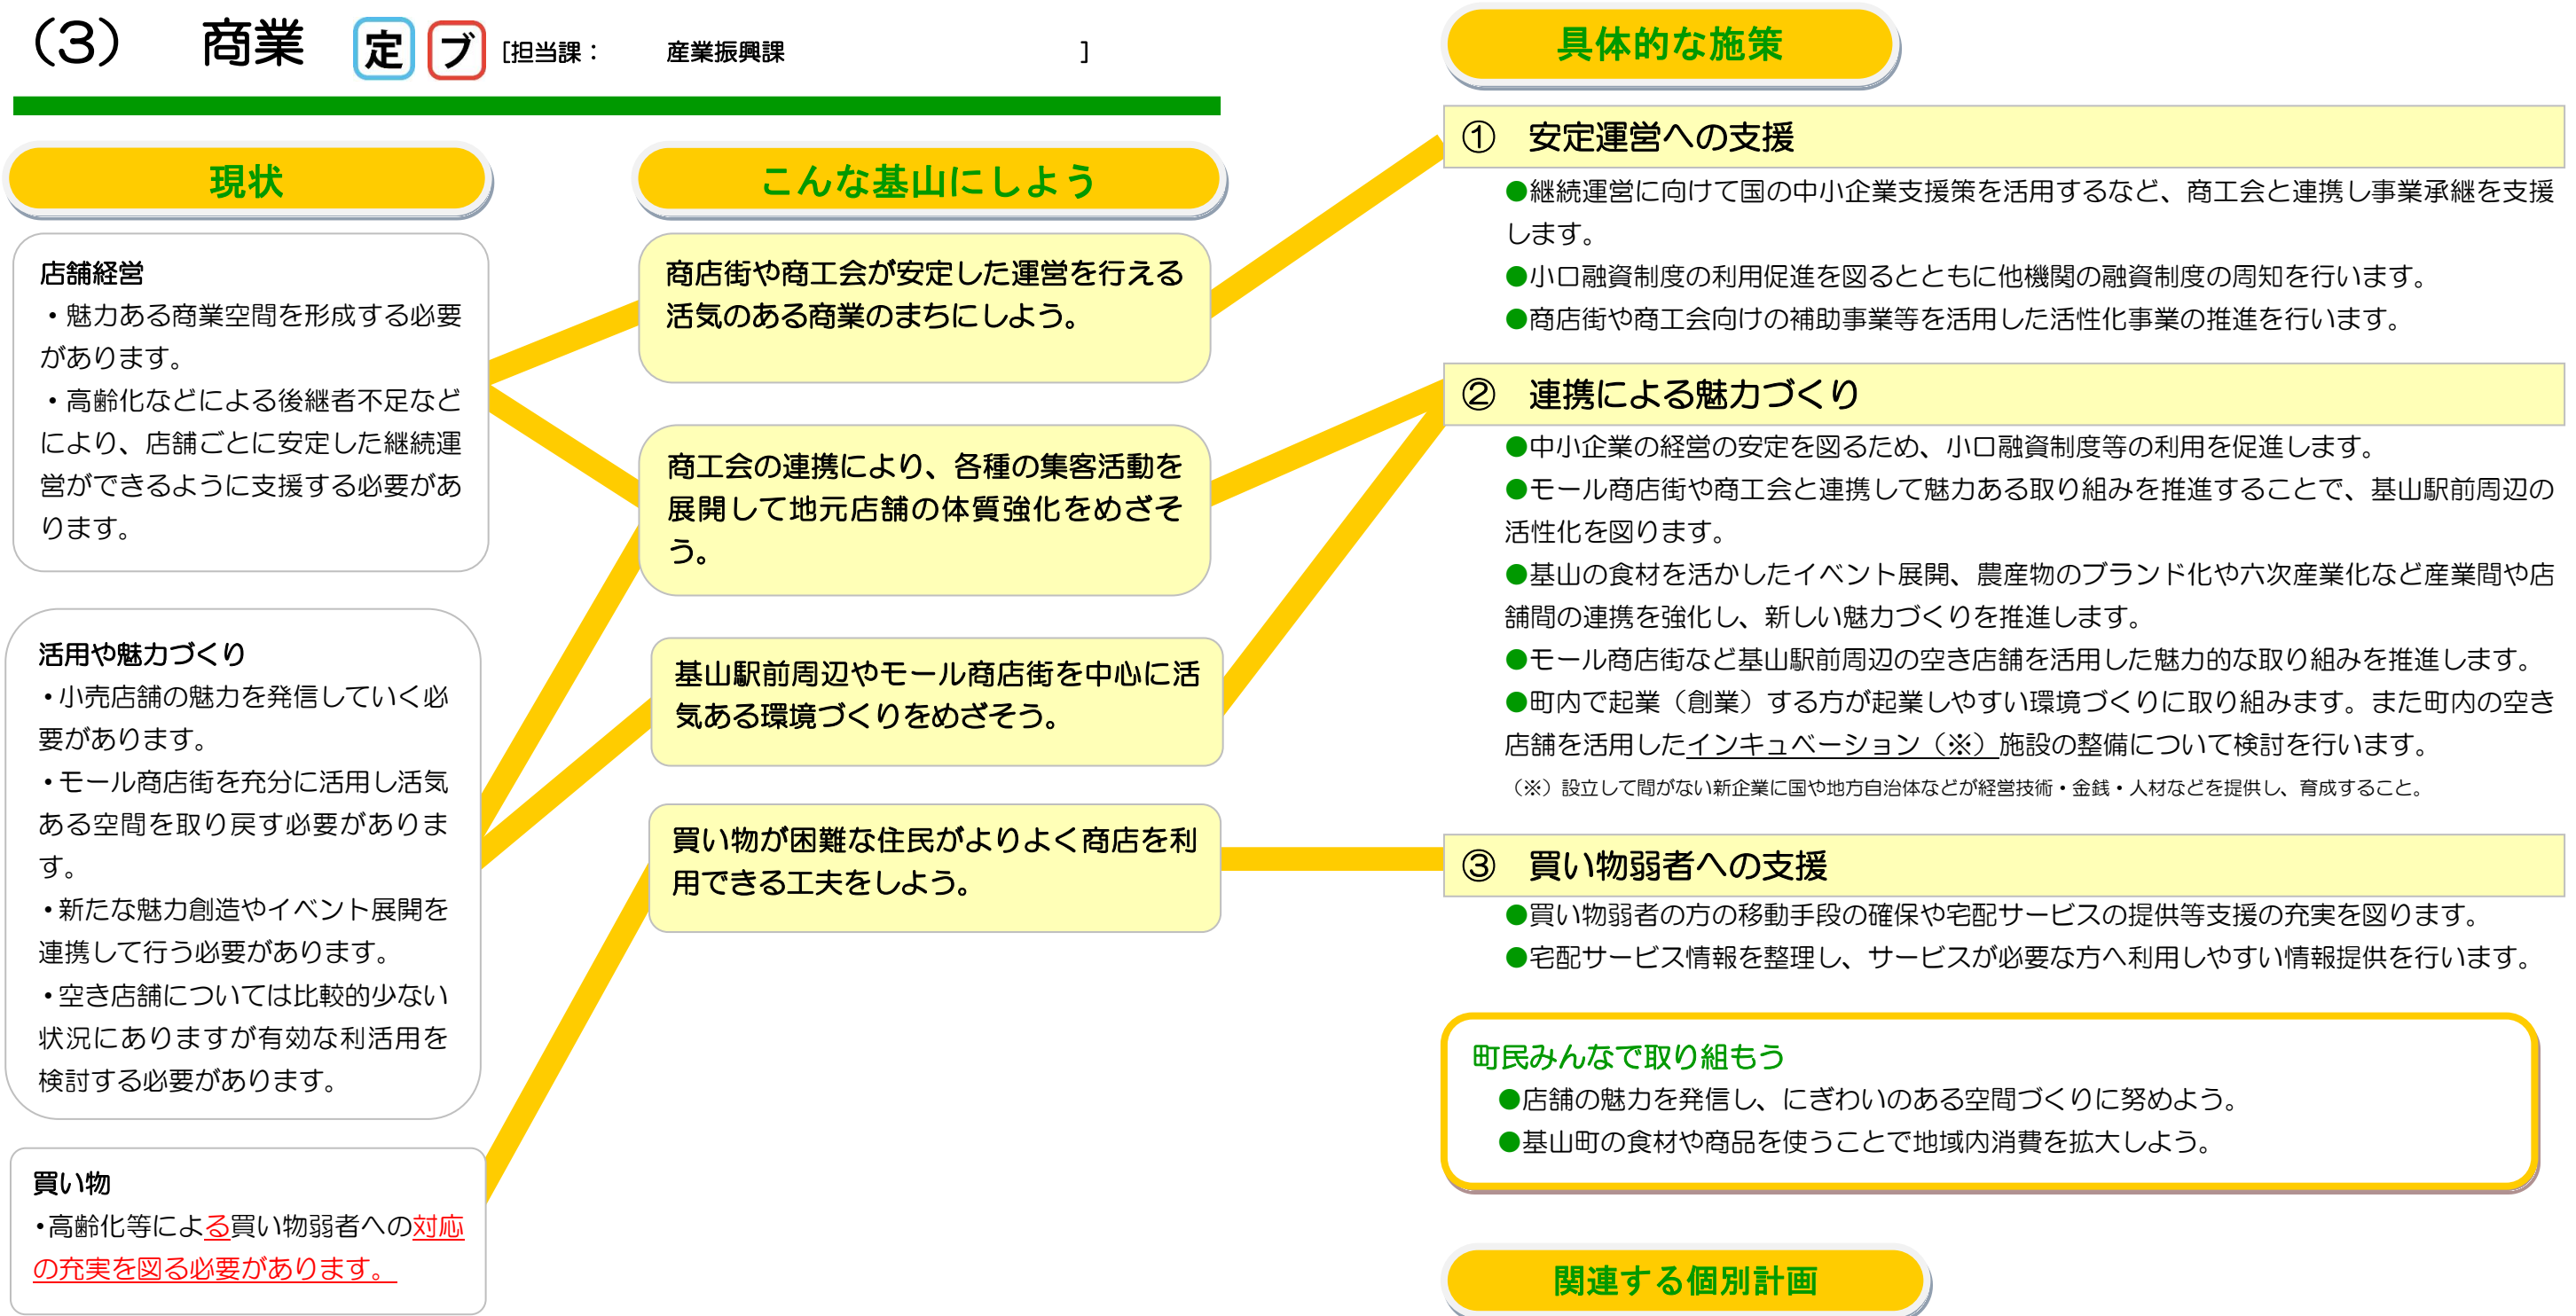 (3) 商業 定 ブ [担当課： 産業振興課 ]
現状
店舗経営
・魅力ある商業空間を形成する必要
があります。
・高齢化などによる後継者不足など
により、店舗ごとに安定した継続運
営ができるように支援する必要があ
ります。
活用や魅力づくり
・小売店舗の魅力を発信していく必
要があります。
・モール商店街を充分に活用し活気
ある空間を取り戻す必要がありま
す。
・新たな魅力創造やイベント展開を
連携して行う必要があります。
・空き店舗については比較的少ない
状況にありますが有効な利活用を
検討する必要があります。
買い物
・高齢化等による買い物弱者への対応
の充実を図る必要があります。
こんな基山にしよう
商店街や商工会が安定した運営を行える
活気のある商業のまちにしよう。
商工会の連携により、各種の集客活動を
展開して地元店舗の体質強化をめざそ
う。
基山駅前周辺やモール商店街を中心に活
気ある環境づくりをめざそう。
買い物が困難な住民がよりよく商店を利
用できる工夫をしよう。
具体的な施策
① 安定運営への支援
●継続運営に向けて国の中小企業支援策を活用するなど、商工会と連携し事業承継を支援
します。
●小口融資制度の利用促進を図るとともに他機関の融資制度の周知を行います。
●商店街や商工会向けの補助事業等を活用した活性化事業の推進を行います。
② 連携による魅力づくり
●中小企業の経営の安定を図るため、小口融資制度等の利用を促進します。
●モール商店街や商工会と連携して魅力ある取り組みを推進することで、基山駅前周辺の
活性化を図ります。
●基山の食材を活かしたイベント展開、農産物のブランド化や六次産業化など産業間や店
舗間の連携を強化し、新しい魅力づくりを推進します。
●モール商店街など基山駅前周辺の空き店舗を活用した魅力的な取り組みを推進します。
●町内で起業（創業）する方が起業しやすい環境づくりに取り組みます。また町内の空き
店舗を活用したインキュベーション（※）施設の整備について検討を行います。
（※）設立して間がない新企業に国や地方自治体などが経営技術・金銭・人材などを提供し、育成すること。
③ 買い物弱者への支援
●買い物弱者の方の移動手段の確保や宅配サービスの提供等支援の充実を図ります。
●宅配サービス情報を整理し、サービスが必要な方へ利用しやすい情報提供を行います。
町民みんなで取り組もう
●店舗の魅力を発信し、にぎわいのある空間づくりに努めよう。
●基山町の食材や商品を使うことで地域内消費を拡大しよう。
関連する個別計画